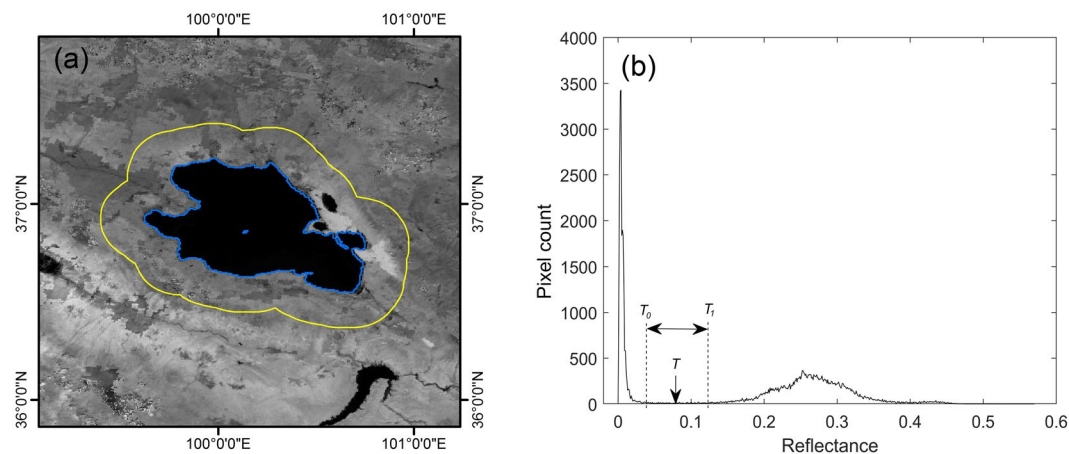 100°0'0"E 101°0'0"E
(a)
37°0'0"N 37°0'0"N
36°0'0"N 36°0'0"N
100°0'0"E 101°0'0"E
(b)
4000
3500
3000
2500
2000
1500
1000
500
0
Pixel count
T0 T1
T
0 0.1 0.2 0.3 0.4 0.5 0.6
Reflectance